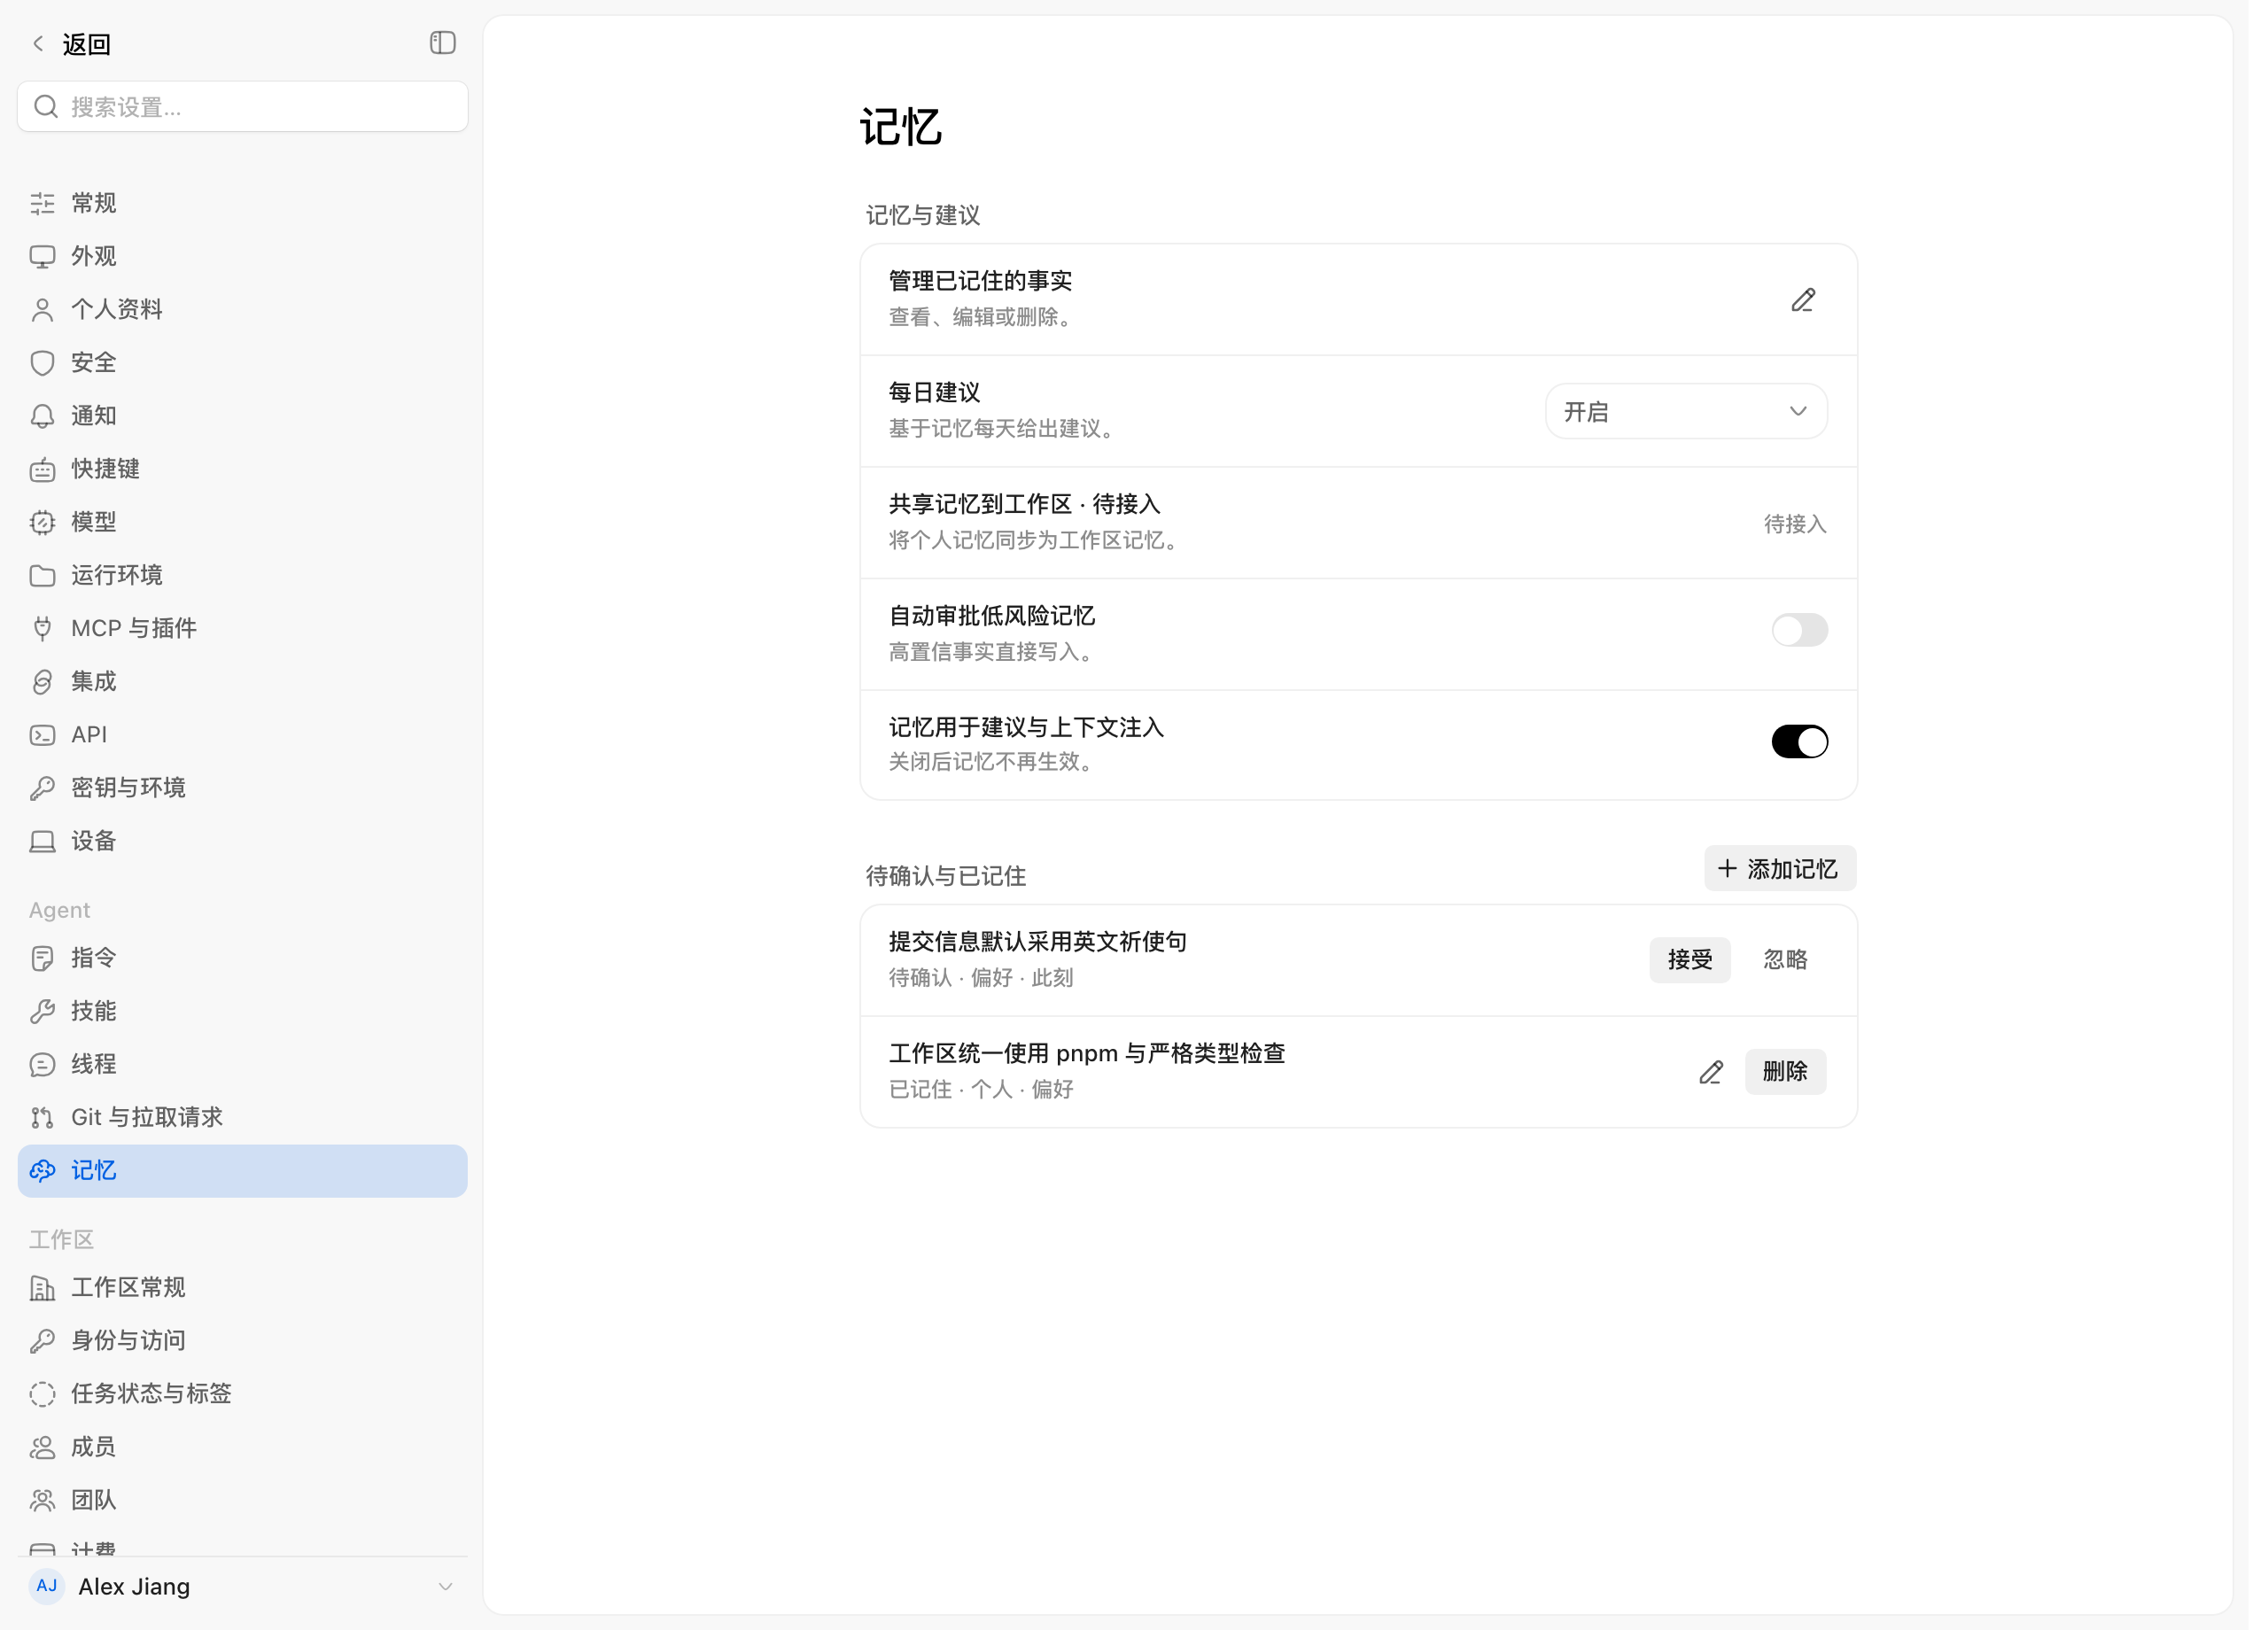 返回
搜索设置...
常规
外观
个人资料
安全
通知
快捷键
模型
运行环境
MCP 与插件
集成
API
密钥与环境
设备
Agent
指令
技能
线程
Git 与拉取请求
记忆
工作区
工作区常规
身份与访问
任务状态与标签
成员
团队
计费
AJ Alex Jiang
记忆
记忆与建议
管理已记住的事实
查看、编辑或删除。
每日建议
基于记忆每天给出建议。
开启
共享记忆到工作区 · 待接入
将个人记忆同步为工作区记忆。
待接入
自动审批低风险记忆
高置信事实直接写入。
记忆用于建议与上下文注入
关闭后记忆不再生效。
待确认与已记住
添加记忆
提交信息默认采用英文祈使句
待确认 · 偏好 · 此刻
接受 忽略
工作区统一使用 pnpm 与严格类型检查
已记住 · 个人 · 偏好
删除